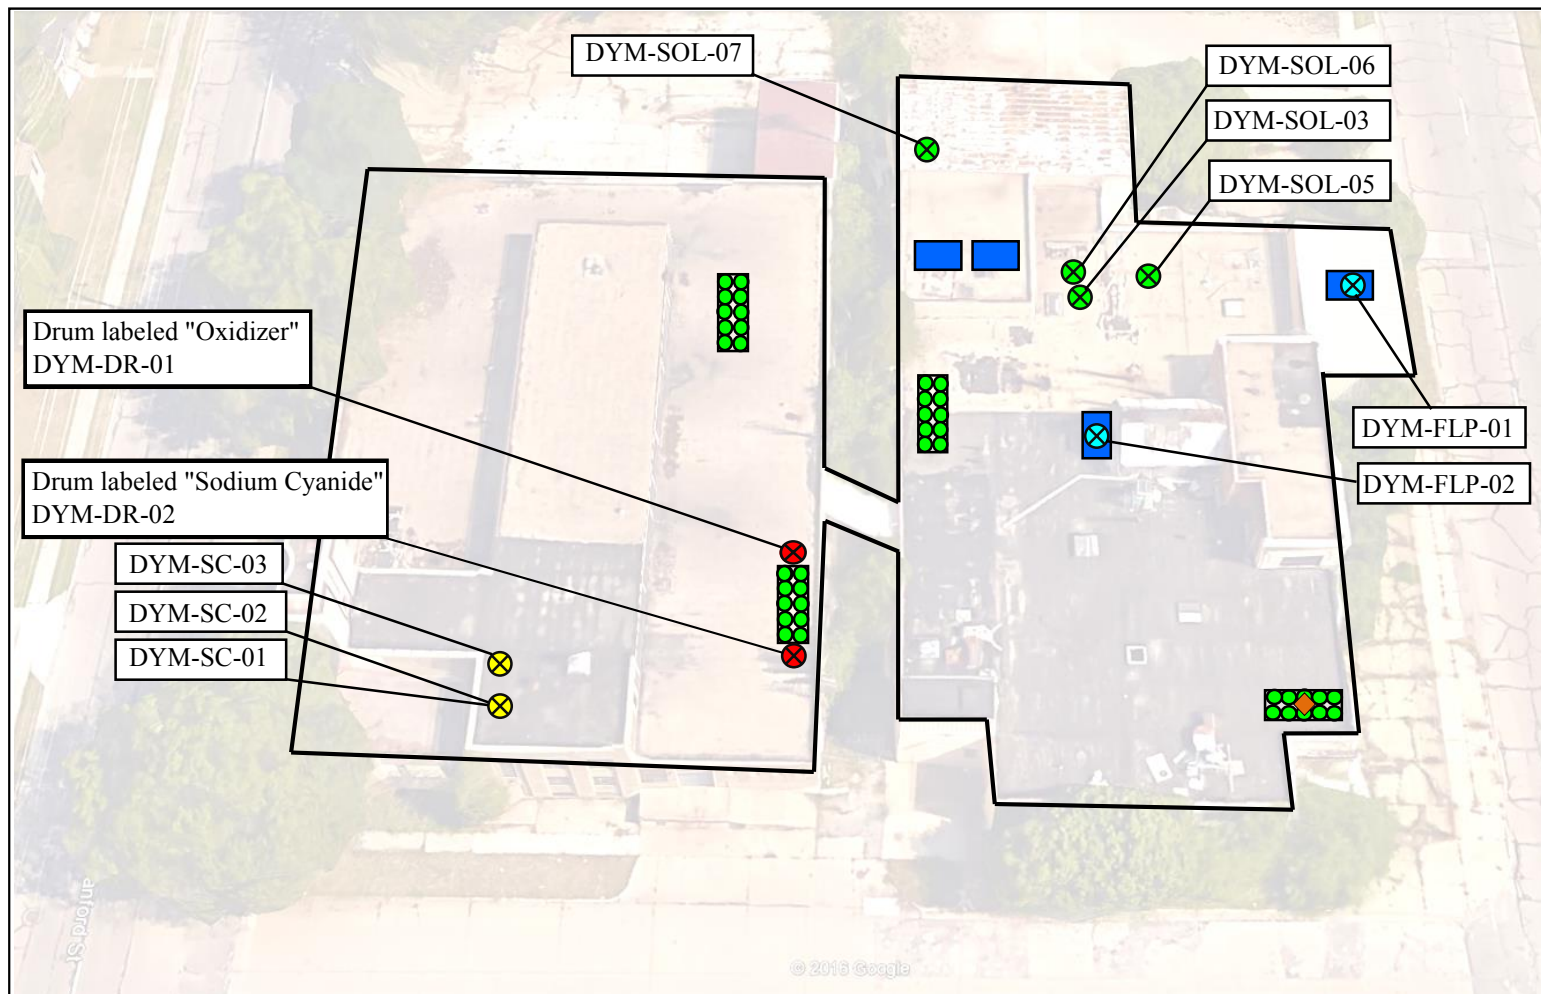 DYM-SOL-07
DYM-SOL-06
DYM-SOL-03
DYM-SOL-05
Drum labeled "Oxidizer"
DYM-DR-01
Drum labeled "Sodium Cyanide"
DYM-DR-02
DYM-SC-03
DYM-SC-02
DYM-SC-01
DYM-FLP-01
DYM-FLP-02
anford St
© 2016 Google